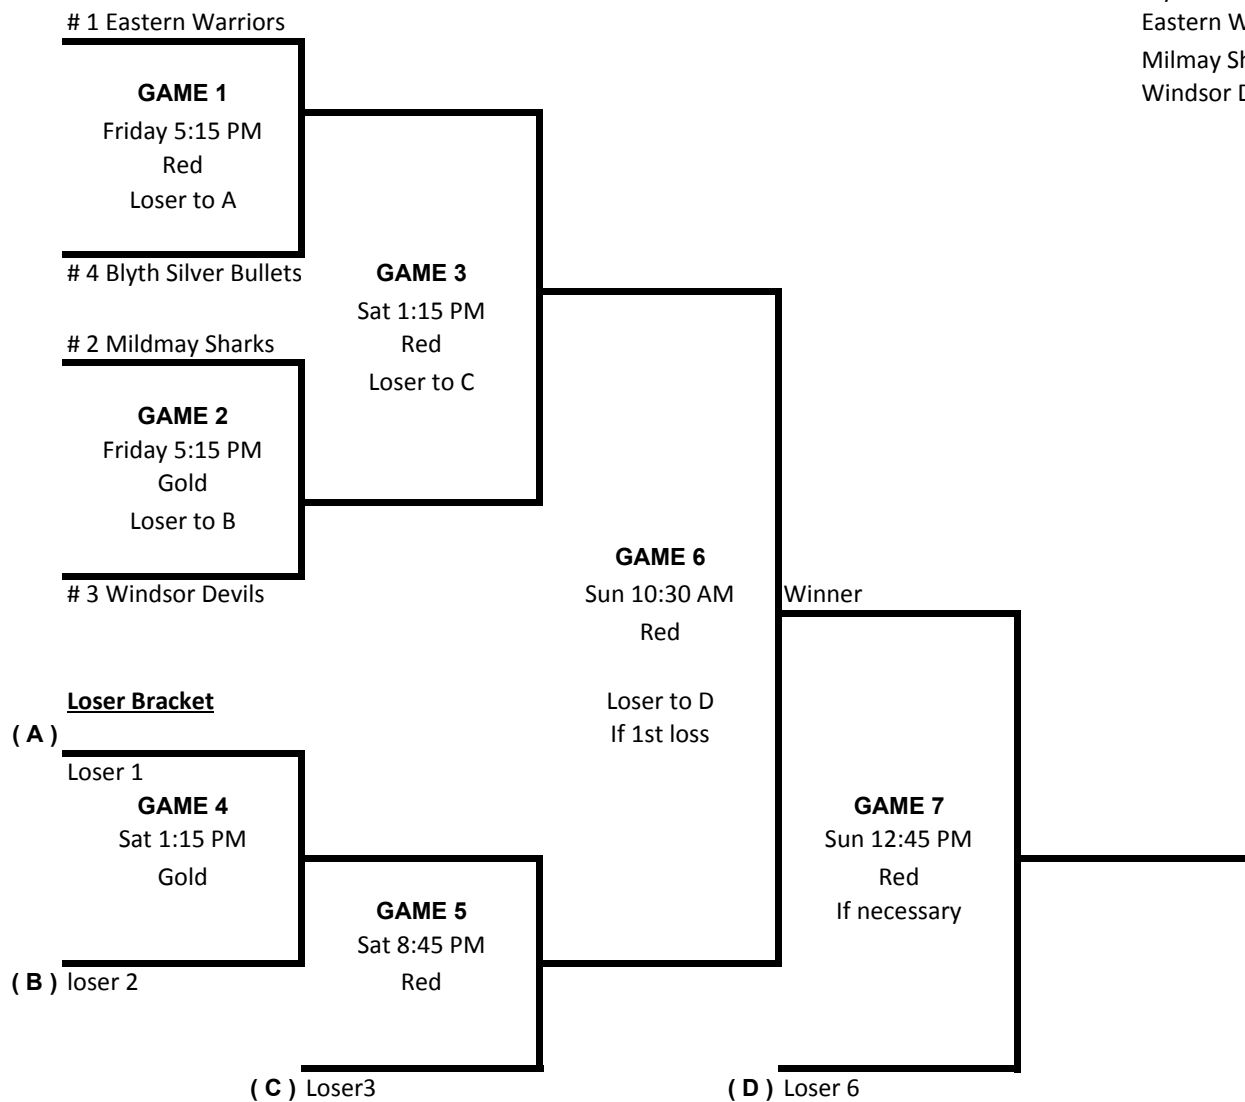 # 1 Eastern Warriors
GAME 1
Friday 5:15 PM
Red
Loser to A
# 4 Blyth Silver Bullets
# 2 Mildmay Sharks
GAME 2
Friday 5:15 PM
Gold
Loser to B
# 3 Windsor Devils
GAME 3
Sat 1:15 PM
Red
Loser to C
GAME 6
Sun 10:30 AM
Red
Loser to D
If 1st loss
Winner
Loser Bracket
( A )
Loser 1
GAME 4
Sat 1:15 PM
Gold
( B ) loser 2
GAME 5
Sat 8:45 PM
Red
( C ) Loser3
GAME 7
Sun 12:45 PM
Red
If necessary
( D ) Loser 6
Eastern
Milmay
Windsor